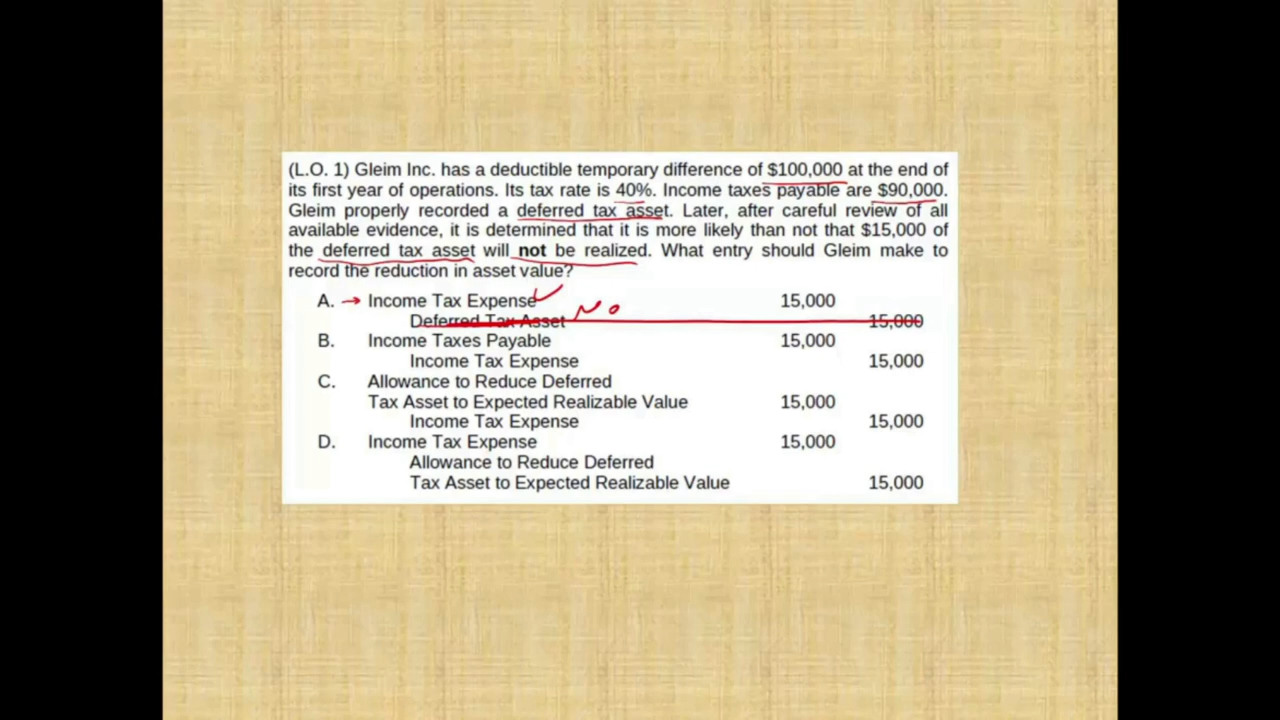 (L.O. 1) Gleim Inc. has a deductible temporary difference of $100,000 at the end of
its first year of operations. Its tax rate is 40%. Income taxes payable are $90,000.
Gleim properly recorded a deferred tax asset. Later, after careful review of all
available evidence, it is determined that it is more likely than not that $15,000 of
the deferred tax asset will not be realized. What entry should Gleim make to
record the reduction in asset value?
A. → Income Tax Expense 15,000
Deferred Tax Asset No 15,000
B. Income Taxes Payable 15,000
Income Tax Expense 15,000
C. Allowance to Reduce Deferred
Tax Asset to Expected Realizable Value 15,000
Income Tax Expense 15,000
D. Income Tax Expense 15,000
Allowance to Reduce Deferred
Tax Asset to Expected Realizable Value 15,000